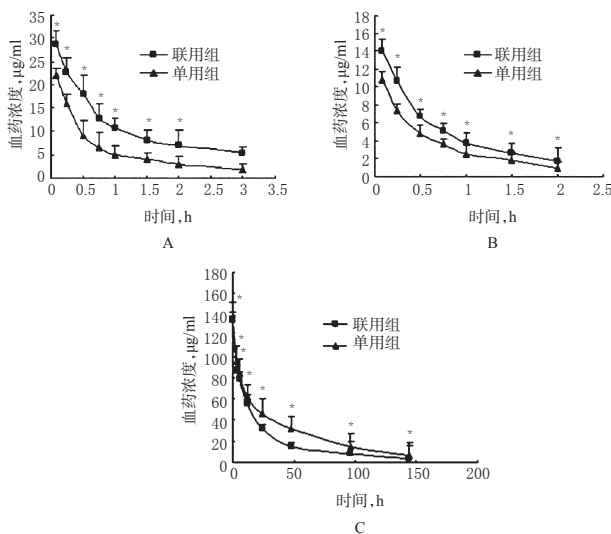 35
30
25
20
15
10
5
0
血药浓度,μg/ml
* * * * * * *
联用组
单用组
0 0.5 1 1.5 2 2.5 3 3.5
时间,h
A
18
16
14
12
10
8
6
4
2
0
血药浓度,μg/ml
* * * * * * *
联用组
单用组
0 0.5 1 1.5 2 2.5
时间,h
B
180
160
140
120
100
80
60
40
20
0
血药浓度,μg/ml
* * * * * * * *
联用组
单用组
0 50 100 150 200
时间,h
C